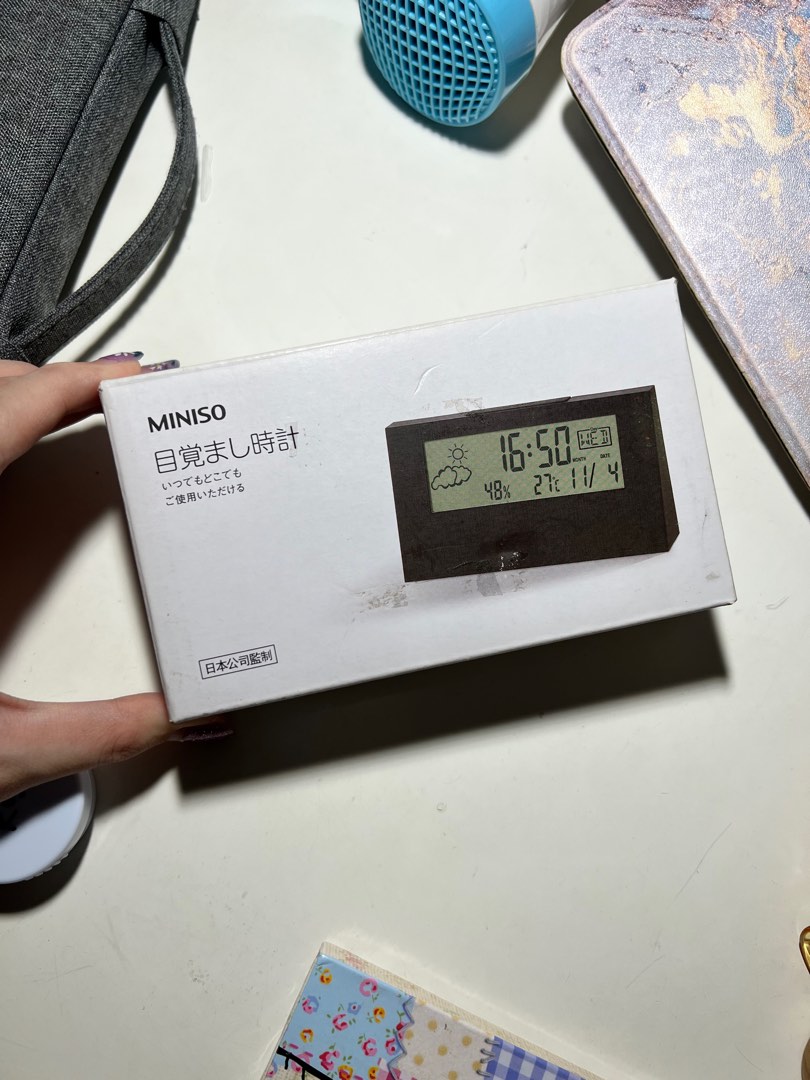 MINISO
目覚まし時計
いつでもどこでも
ご使用いただける
日本公司監制
16:50 WED
MONTH DATE
48% 27℃ 11/ 4